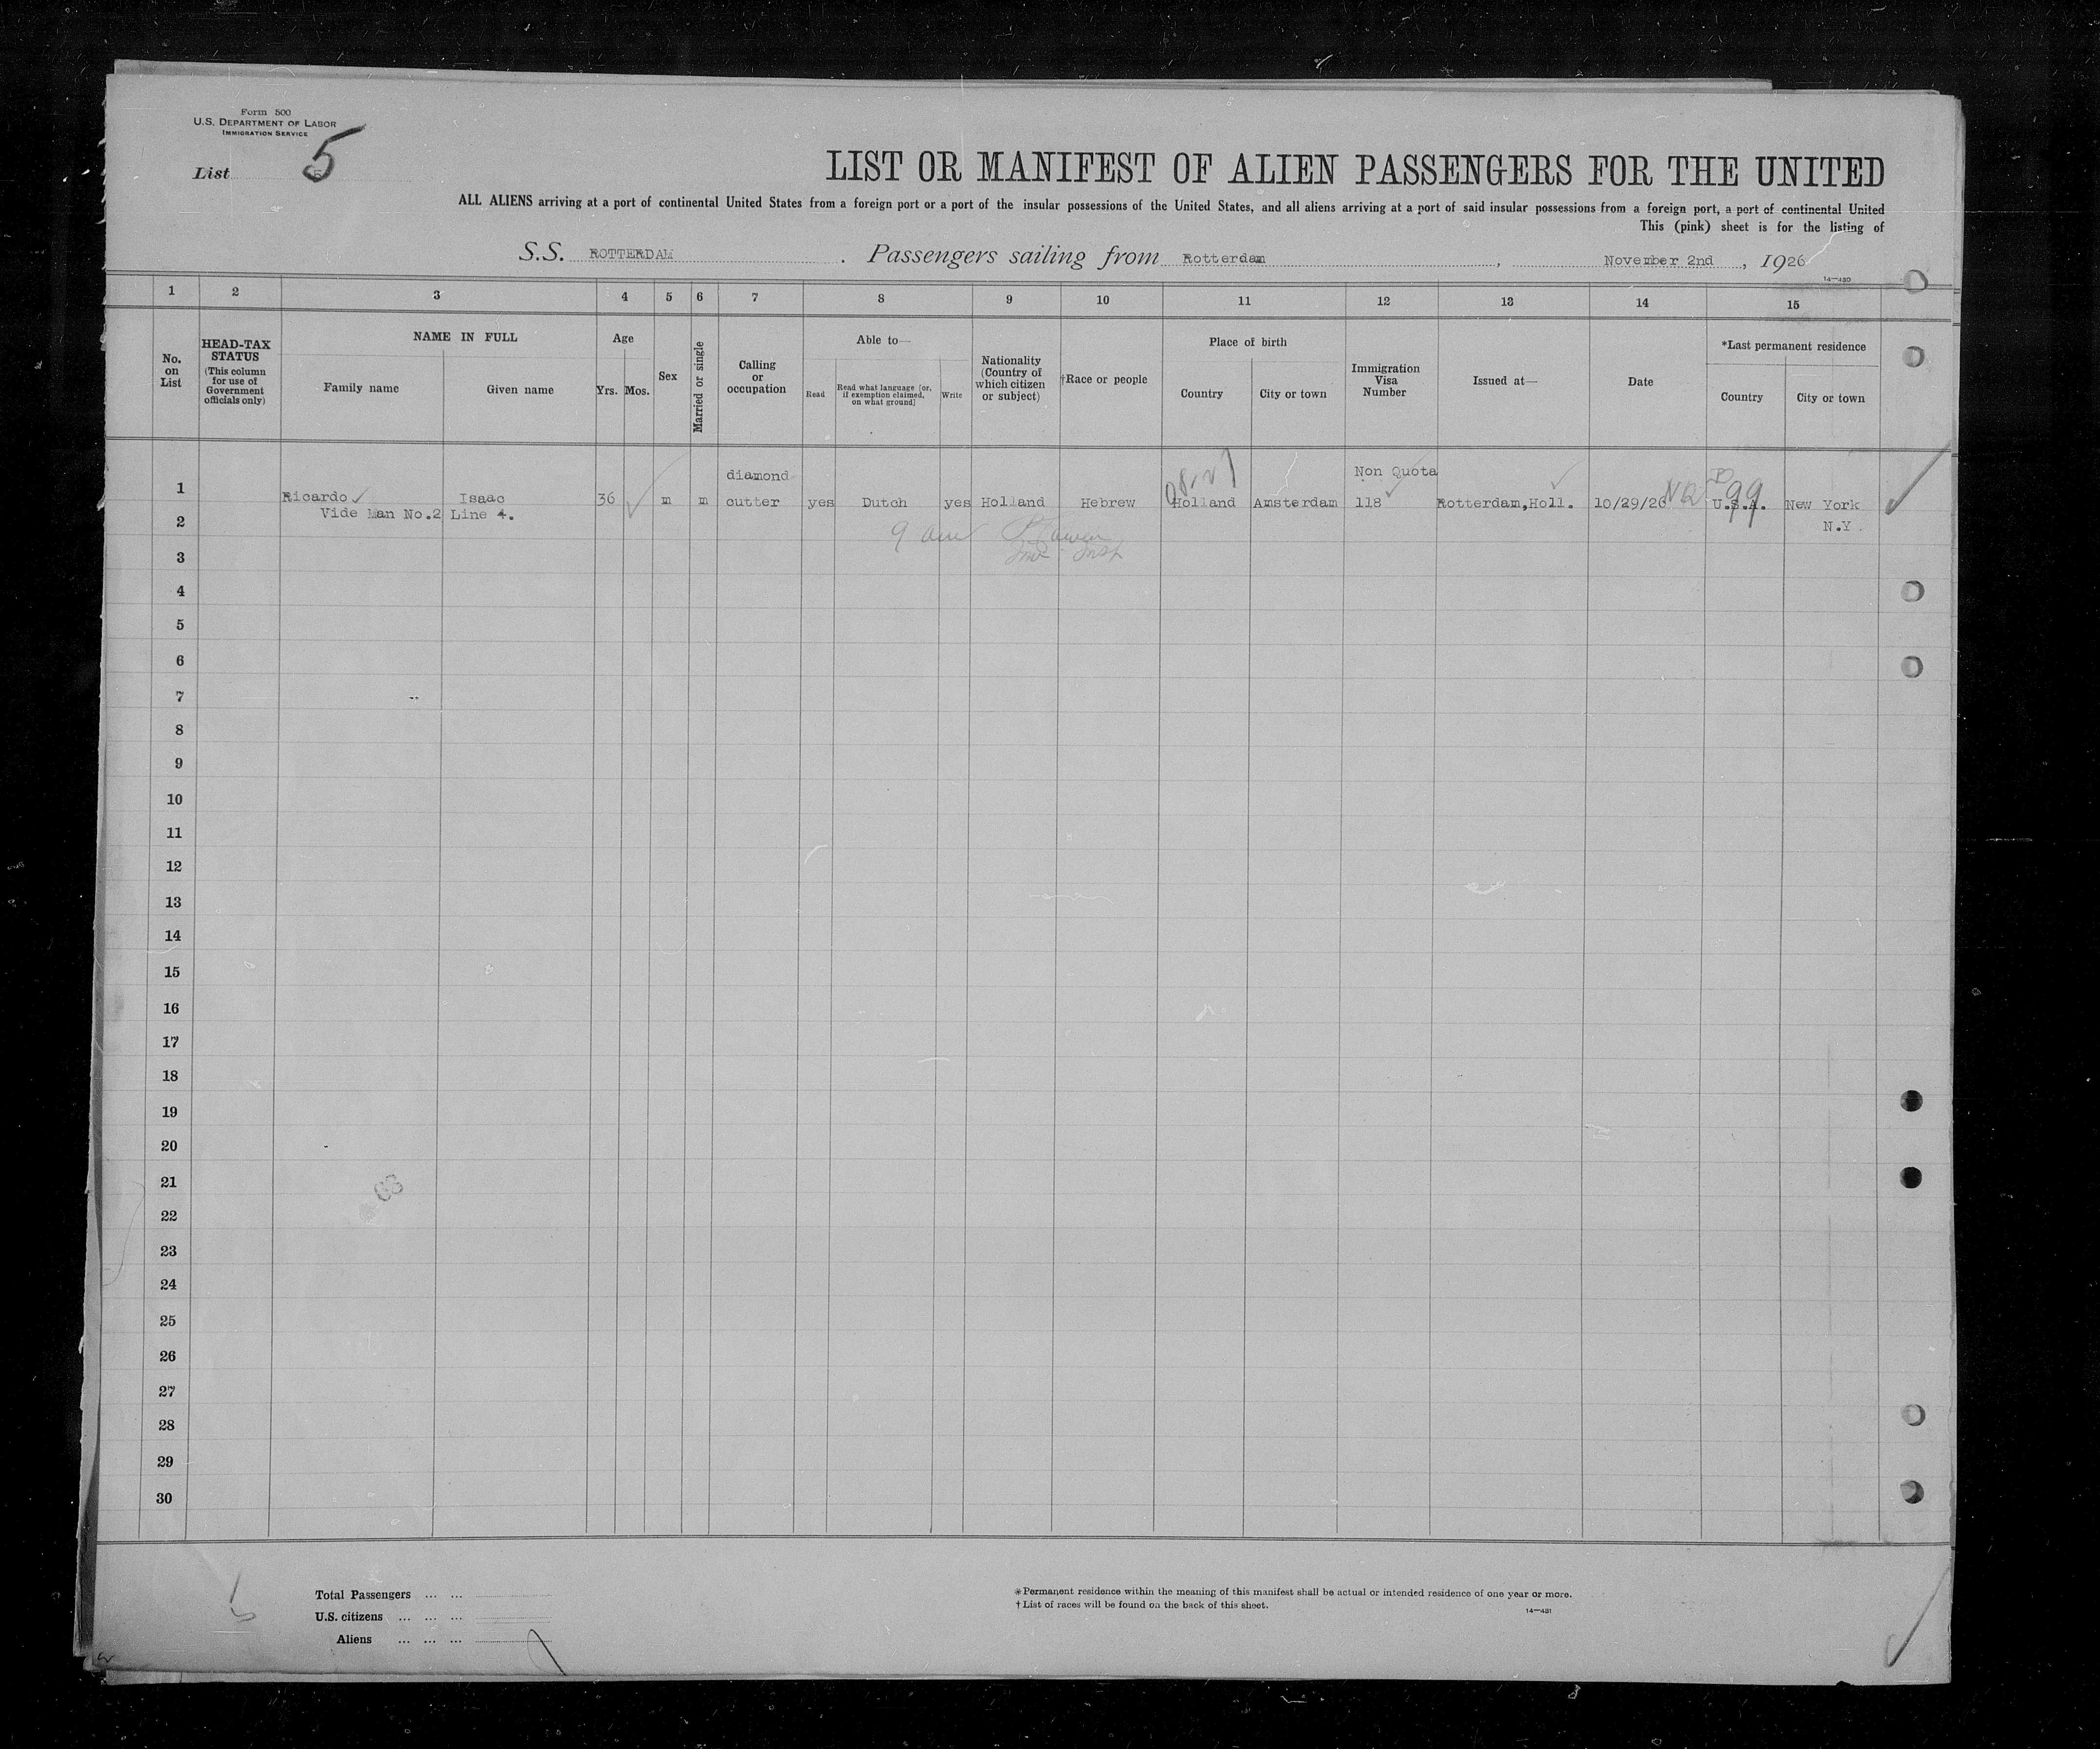 Form 500
U.S. DEPARTMENT OF LABOR
IMMIGRATION SERVICE
List 5
LIST OR MANIFEST OF ALIEN PASSENGERS FOR THE UNITED
ALL ALIENS arriving at a port of continental United States from a foreign port or a port of the insular possessions of the United States, and all aliens arriving at a port of said insular possessions from a foreign port, a port of continental United
This (pink) sheet is for the listing of
S.S. ROTTERDAM . Passengers sailing from Rotterdam , November 2nd , 1926
14—430
1 2 3 4 5 6 7 8 9 10 11 12 13 14 15
No. on List
HEAD-TAX STATUS
(This column for use of Government officials only)
NAME IN FULL
Family name
Given name
Age
Yrs. Mos.
Sex
Married or single
Calling or occupation
Able to—
Read
Read what language [or, if exemption claimed, on what ground]
Write
Nationality (Country of which citizen or subject)
†Race or people
Place of birth
Country
City or town
Immigration Visa Number
Issued at—
Date
*Last permanent residence
Country
City or town
diamond Non Quota
1 Ricardo Isaac 36 m m cutter yes Dutch yes Holland Hebrew Holland Amsterdam 118 Rotterdam,Holl. 10/29/26 NQ U.S.A. 99 New York
Vide Man No.2 Line 4.
N.Y.
2
3
4
5
6
7
8
9
10
11
12
13
14
15
16
17
18
19
20
21
22
23
24
25
26
27
28
29
30
63
Total Passengers ... ...
U.S. citizens ... ... ...
Aliens ... ... ...
*Permanent residence within the meaning of this manifest shall be actual or intended residence of one year or more.
† List of races will be found on the back of this sheet.
14—431